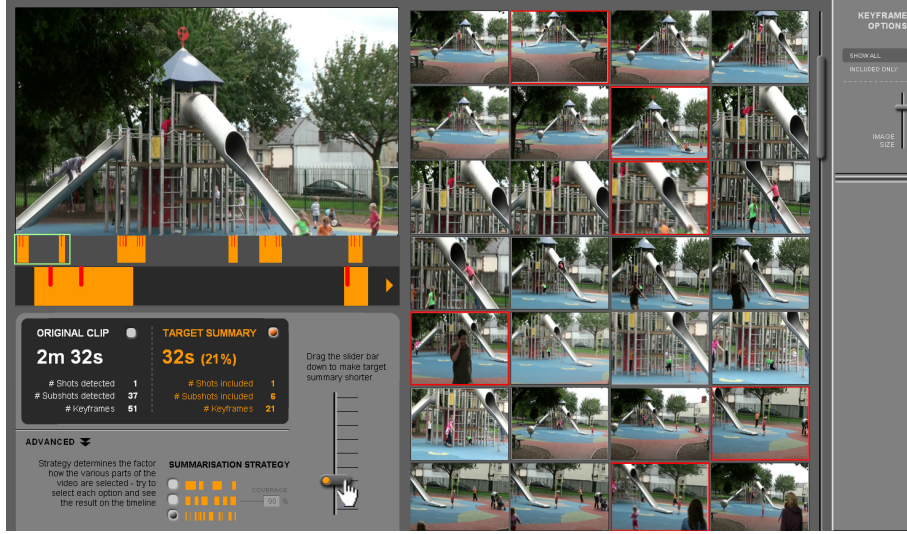 KEYFRAME
OPTIONS
SHOW ALL
INCLUDED ONLY
IMAGE
SIZE
ORIGINAL CLIP
2m 32s
# Shots detected 1
# Subshots detected 37
# Keyframes 51
TARGET SUMMARY
32s (21%)
# Shots included 1
# Subshots included 6
# Keyframes 21
Drag the slider bar
down to make target
summary shorter
ADVANCED
Strategy determines the factor
how the various parts of the
video are selected - try to
select each option and see
the result on the timeline
SUMMARISATION STRATEGY
COVERAGE
90 %